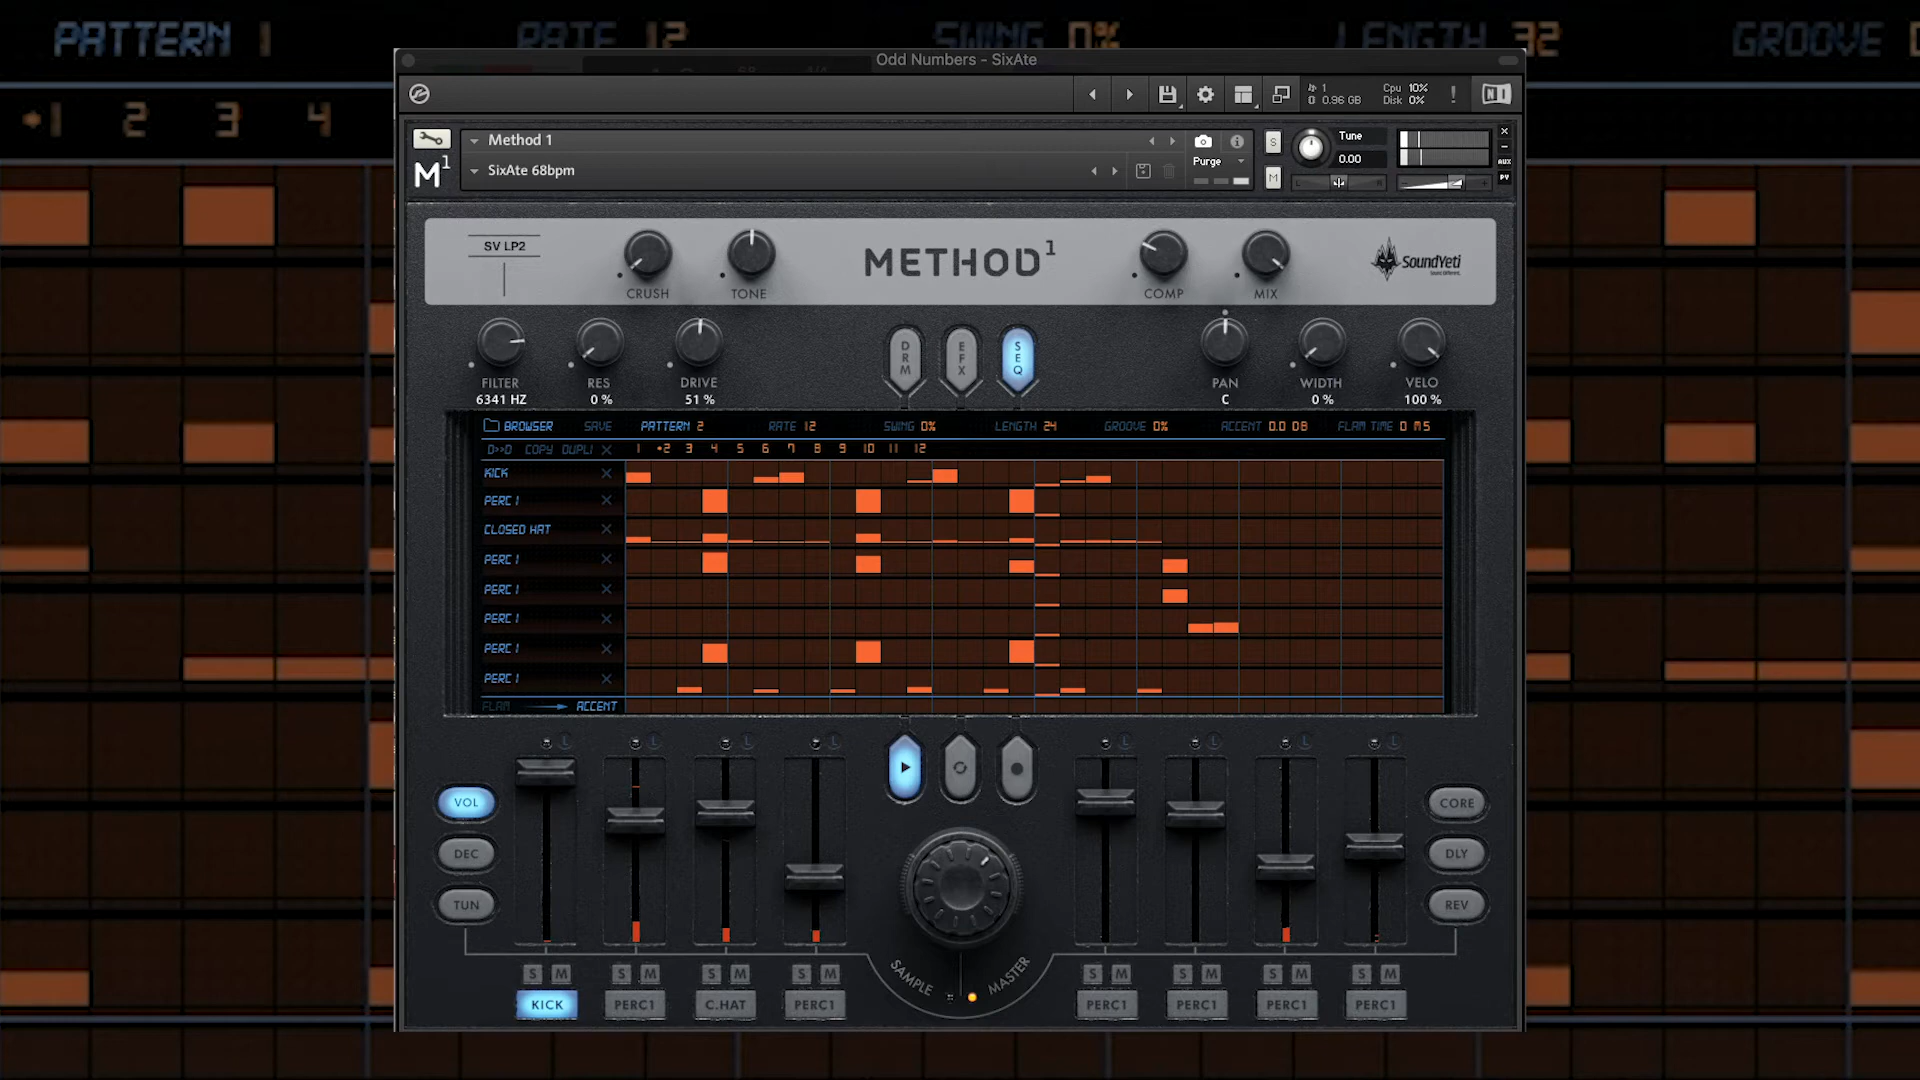 PATTERN 1 RATE 12 SWING 0% LENGTH 32 GROOVE
1 2 3 4
Odd Numbers - SixAte
1 Cpu 10%
0 0.96 GB Disk 0% ! NI
M1 Method 1 S Tune
Purge 0.00 AUX
SixAte 68bpm M L R PV
SV LP2 CRUSH TONE METHOD1 COMP MIX SoundYeti
FILTER RES DRIVE DRM EFX SEQ PAN WIDTH VELO
6341 HZ 0 % 51 % C 0 % 100 %
BROWSER SAVE PATTERN 2 RATE 12 SWING 0% LENGTH 24 GROOVE 0% ACCENT 0.0 DB FLAM TIME 0 MS
D>>D COPY DUPLI X 1 2 3 4 5 6 7 8 9 10 11 12
KICK X
PERC 1 X
CLOSED HAT X
PERC 1 X
PERC 1 X
PERC 1 X
PERC 1 X
PERC 1 X
FLAM ACCENT
L L L L L L L L
VOL CORE
DEC DLY
TUN REV
SAMPLE MASTER
S M S M S M S M S M S M S M S M
KICK PERC1 C.HAT PERC1 PERC1 PERC1 PERC1 PERC1